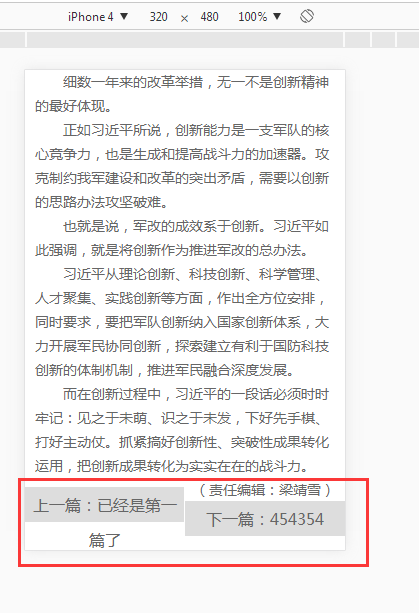 iPhone 4 ▼ 320 × 480 100% ▼
细数一年来的改革举措，无一不是创新精神
的最好体现。
正如习近平所说，创新能力是一支军队的核
心竞争力，也是生成和提高战斗力的加速器。攻
克制约我军建设和改革的突出矛盾，需要以创新
的思路办法攻坚破难。
也就是说，军改的成效系于创新。习近平如
此强调，就是将创新作为推进军改的总办法。
习近平从理论创新、科技创新、科学管理、
人才聚集、实践创新等方面，作出全方位安排，
同时要求，要把军队创新纳入国家创新体系，大
力开展军民协同创新，探索建立有利于国防科技
创新的体制机制，推进军民融合深度发展。
而在创新过程中，习近平的一段话必须时时
牢记：见之于未萌、识之于未发，下好先手棋、
打好主动仗。抓紧搞好创新性、突破性成果转化
运用，把创新成果转化为实实在在的战斗力。
（责任编辑：梁靖雪）
上一篇：已经是第一
篇了
下一篇：454354